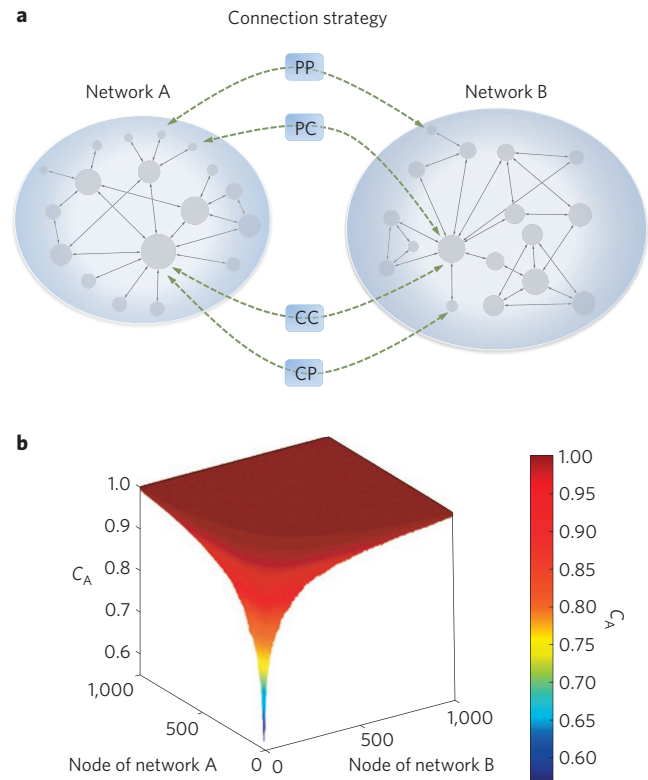 a
Connection strategy
PP
Network A
Network B
PC
CC
CP
b
1.0
0.9
0.8
0.7
0.6
C_A
1,000
500
0
Node of network A
0
500
1,000
Node of network B
1.00
0.95
0.90
0.85
0.80
0.75
0.70
0.65
0.60
C_A